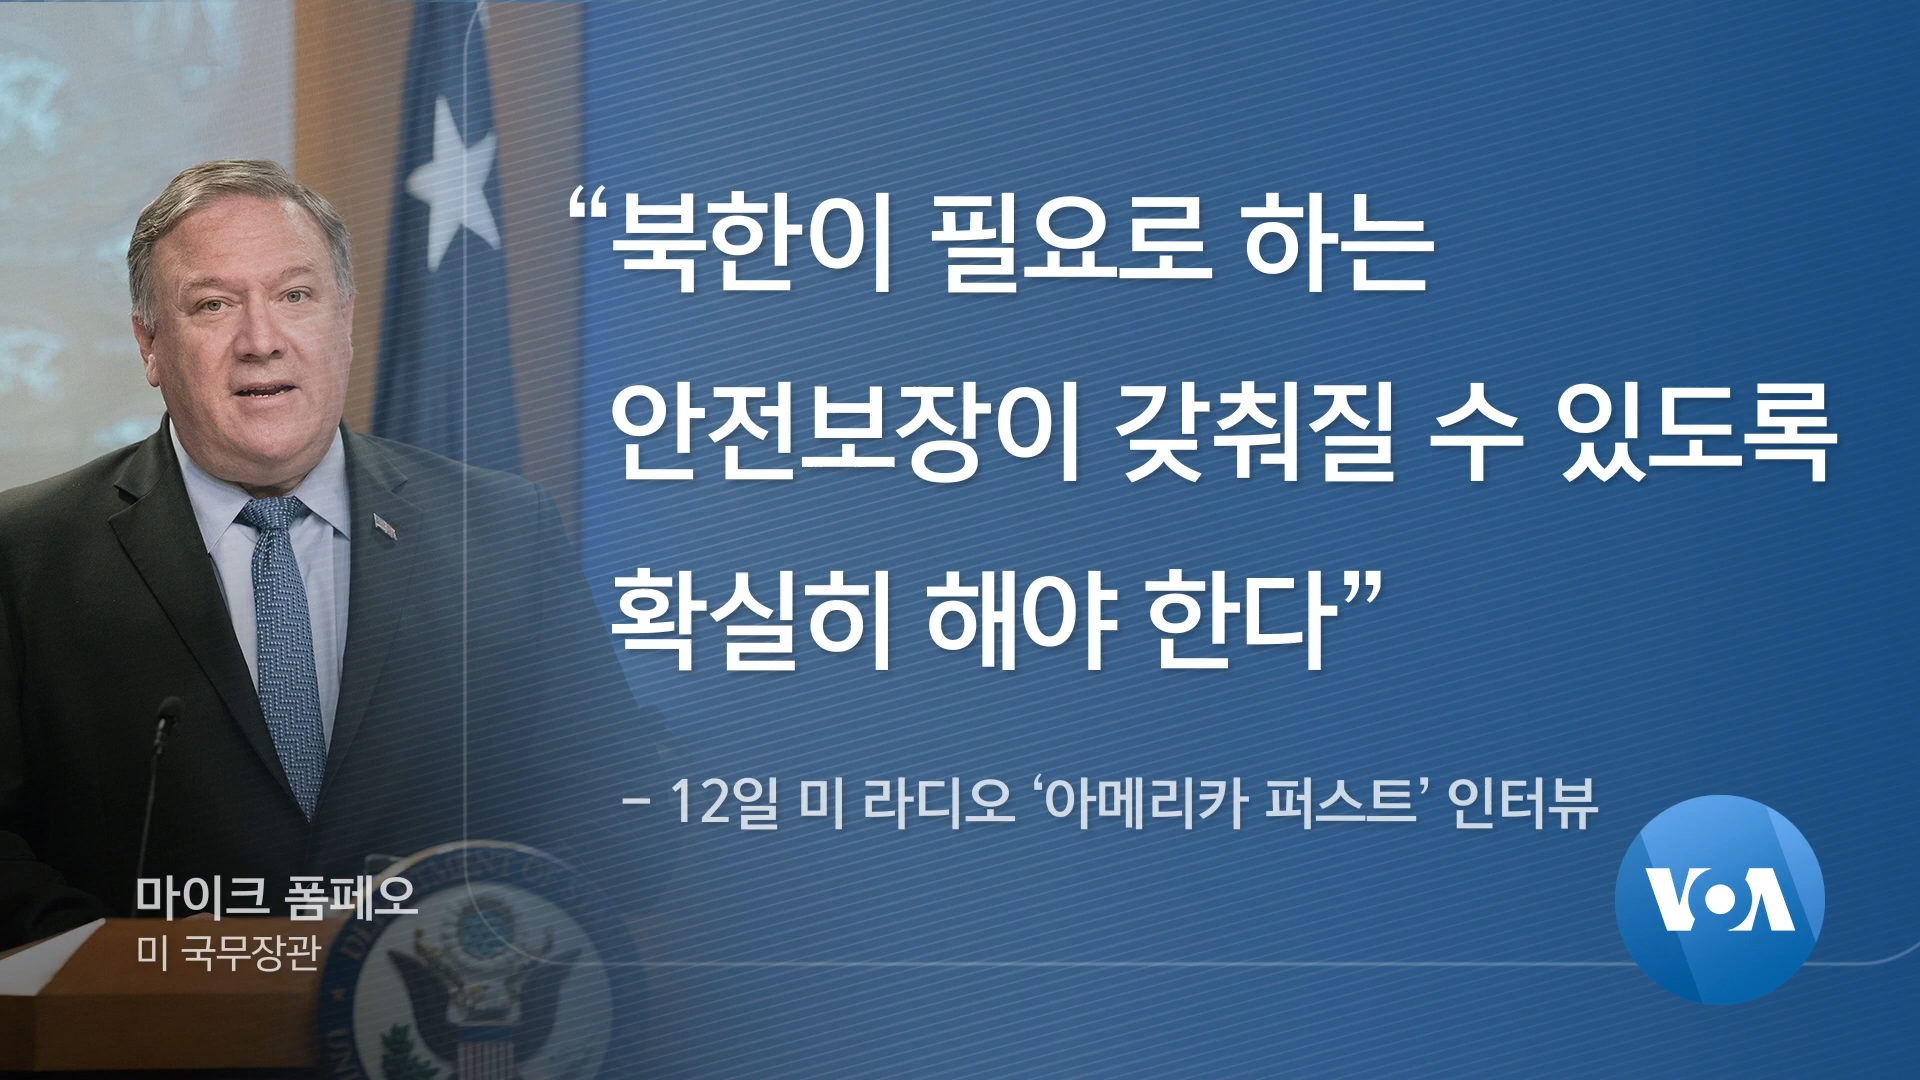 “북한이 필요로 하는
안전보장이 갖춰질 수 있도록
확실히 해야 한다”
– 12일 미 라디오 ‘아메리카 퍼스트’ 인터뷰
마이크 폼페오
미 국무장관
VOA